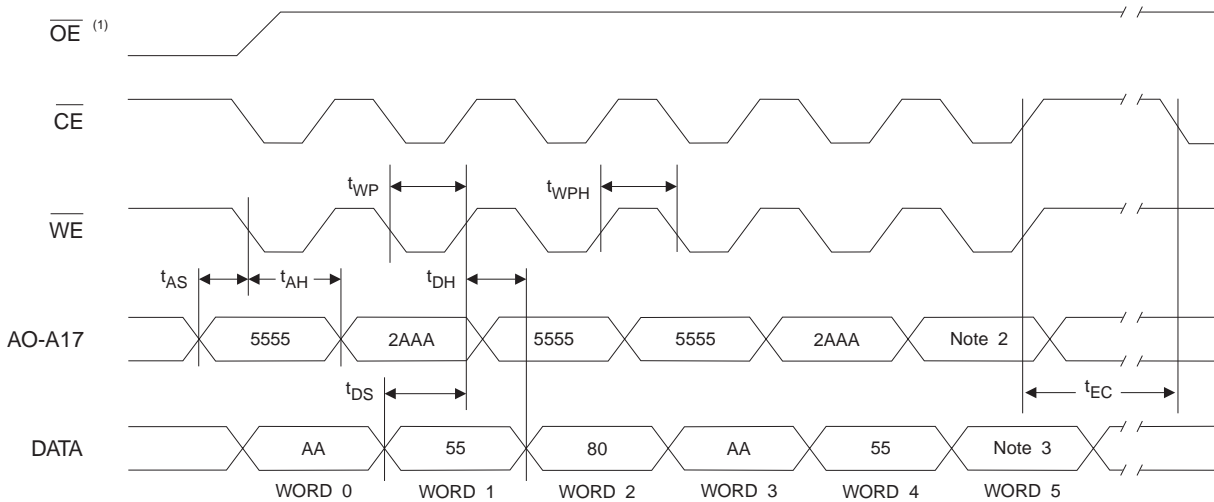 OE (1)
CE
tWP
tWPH
WE
tAS
tAH
tDH
AO-A17
5555
2AAA
5555
5555
2AAA
Note 2
tDS
tEC
DATA
AA
55
80
AA
55
Note 3
WORD 0
WORD 1
WORD 2
WORD 3
WORD 4
WORD 5